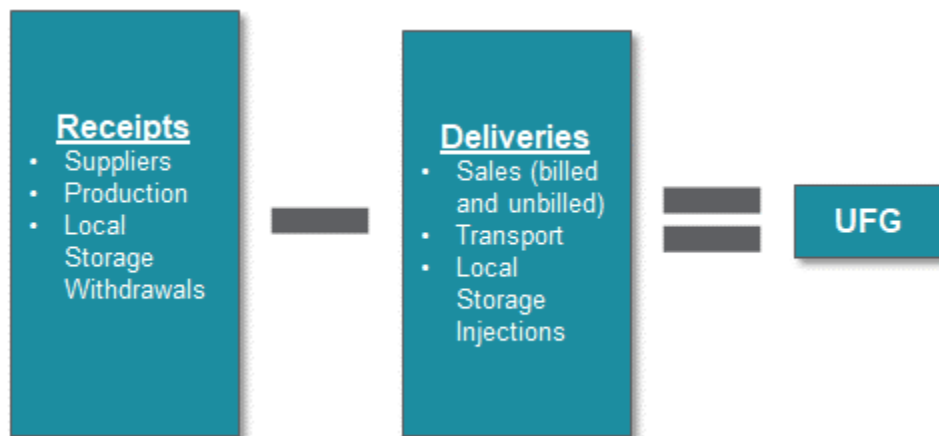 Receipts
• Suppliers
• Production
• Local
Storage
Withdrawals
Deliveries
• Sales (billed
and unbilled)
• Transport
• Local
Storage
Injections
UFG